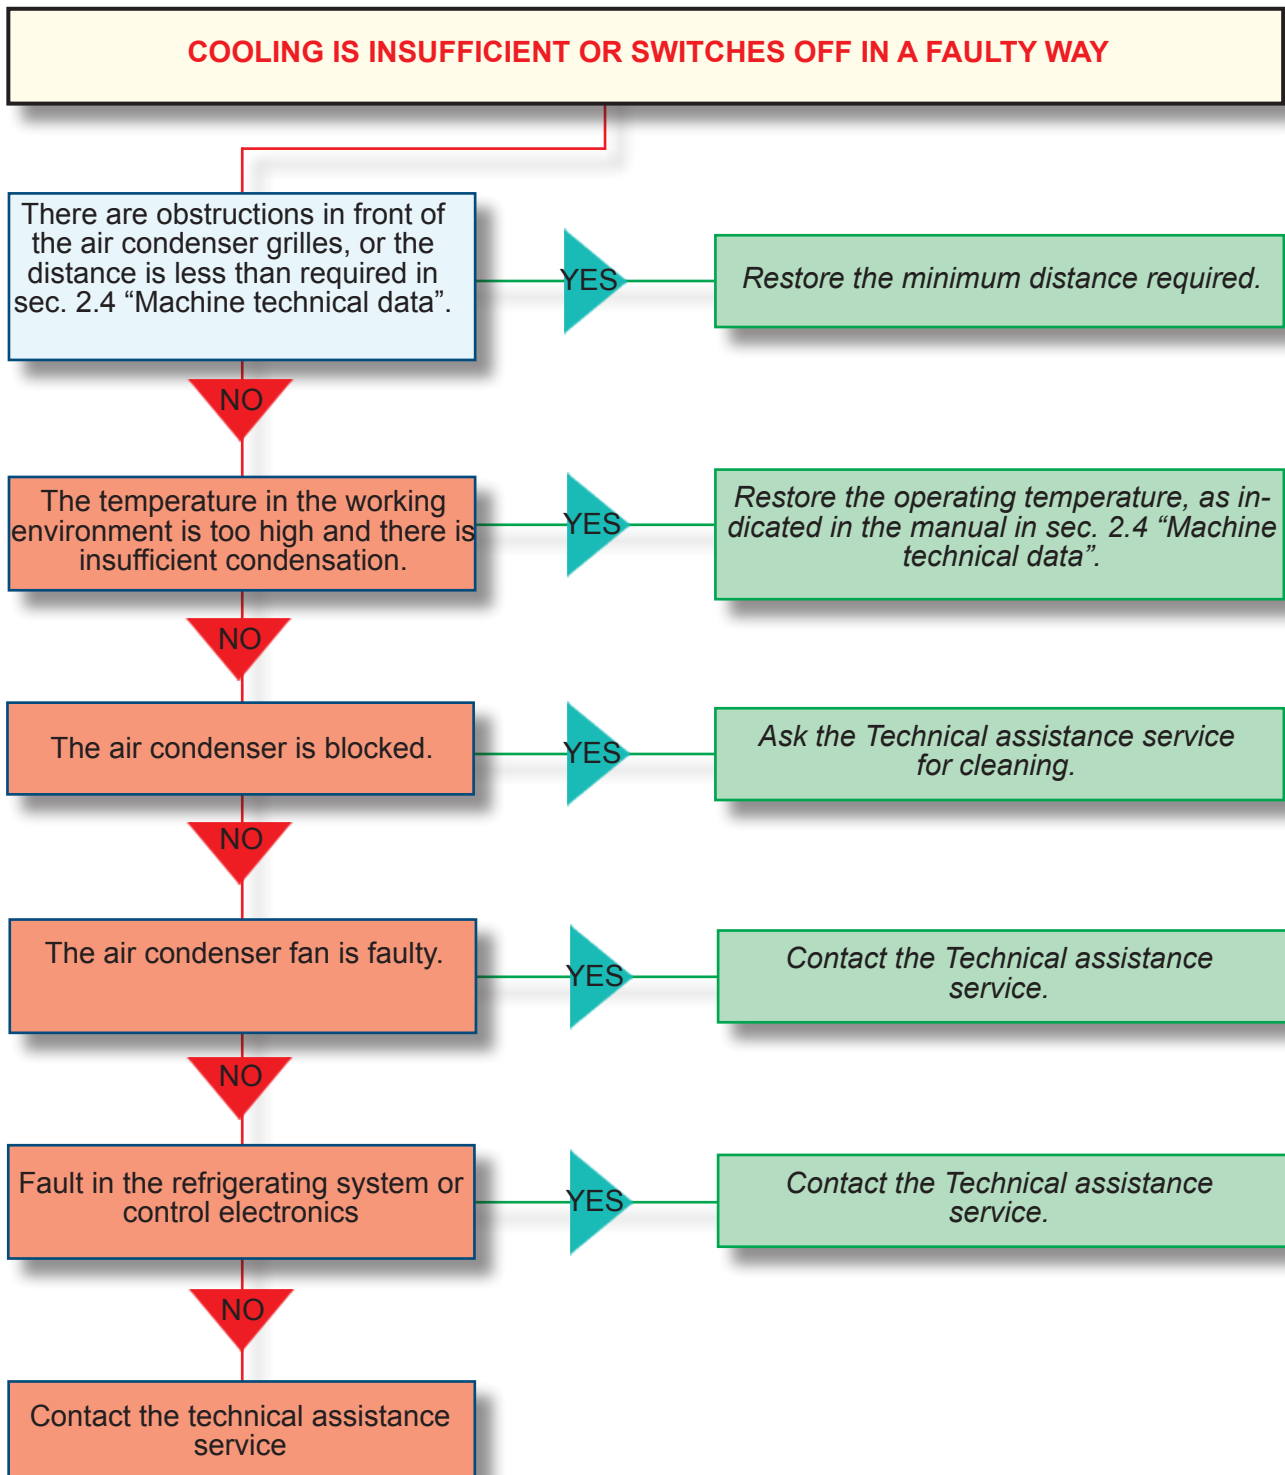 COOLING IS INSUFFICIENT OR SWITCHES OFF IN A FAULTY WAY
There are obstructions in front of
the air condenser grilles, or the
distance is less than required in
sec. 2.4 “Machine technical data”.
YES
Restore the minimum distance required.
NO
The temperature in the working
environment is too high and there is
insufficient condensation.
YES
Restore the operating temperature, as in-
dicated in the manual in sec. 2.4 “Machine
technical data”.
NO
The air condenser is blocked.
YES
Ask the Technical assistance service
for cleaning.
NO
The air condenser fan is faulty.
YES
Contact the Technical assistance
service.
NO
Fault in the refrigerating system or
control electronics
YES
Contact the Technical assistance
service.
NO
Contact the technical assistance
service